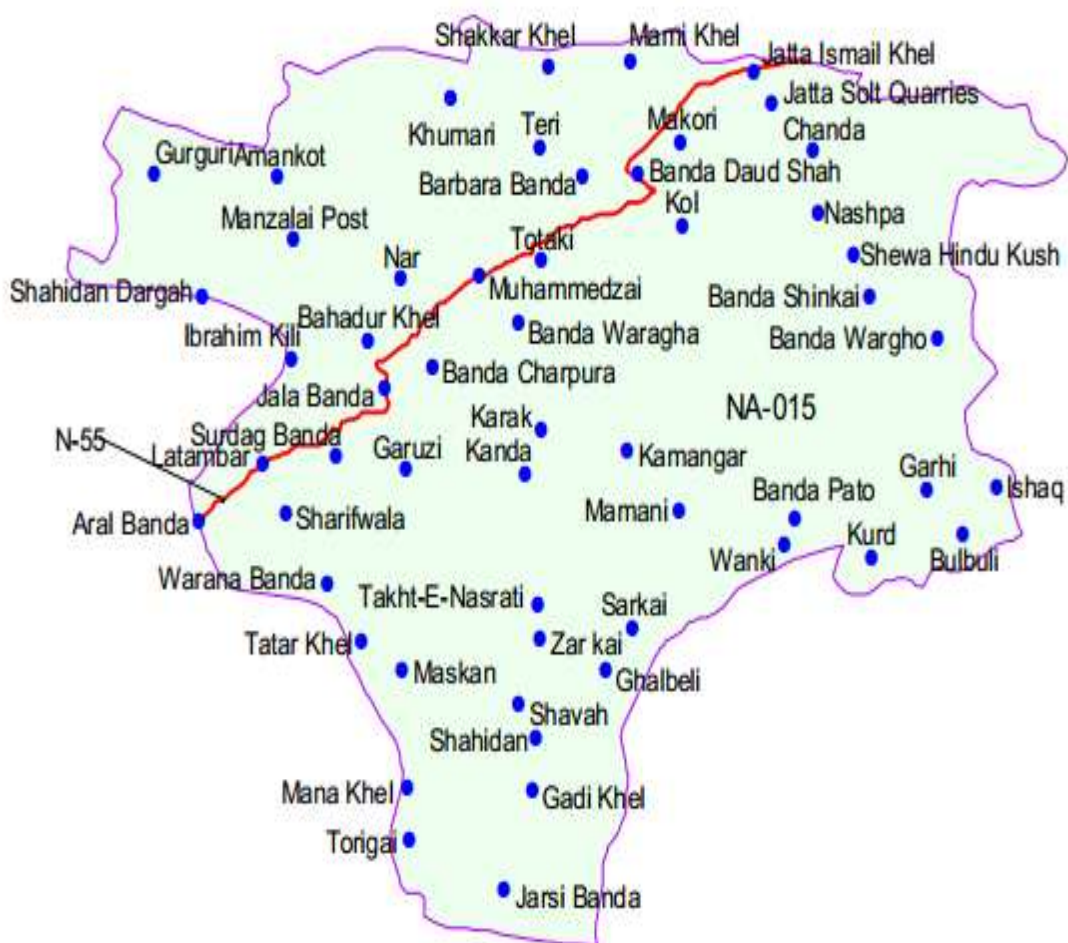 Shakkar Khel
Mami Khel
Jatta Ismail Khel
Jatta Solt Quarries
Khumari
Teri
Makori
Chanda
Gurguri
Amankot
Barbara Banda
Banda Daud Shah
Manzalai Post
Kol
Nashpa
Nar
Totaki
Shewa Hindu Kush
Shahidan Dargah
Muhammedzai
Banda Shinkai
Ibrahim Kili
Bahadur Khel
Banda Waragha
Banda Wargho
Jala Banda
Banda Charpura
NA-015
N-55
Latambar
Surdag Banda
Garuzi
Karak
Kanda
Kamangar
Garhi
Ishaq
Aral Banda
Sharifwala
Mamani
Banda Pato
Wanki
Kurd
Bulbuli
Warana Banda
Takht-E-Nasrati
Sarkai
Tatar Khel
Zar kai
Maskan
Ghalbeli
Shavah
Shahidan
Mana Khel
Gadi Khel
Torigai
Jarsi Banda